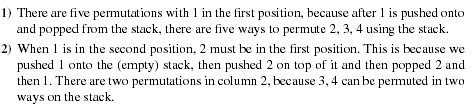 1) There are five permutations with 1 in the first position, because after 1 is pushed onto
and popped from the stack, there are five ways to permute 2, 3, 4 using the stack.
2) When 1 is in the second position, 2 must be in the first position. This is because we
pushed 1 onto the (empty) stack, then pushed 2 on top of it and then popped 2 and
then 1. There are two permutations in column 2, because 3, 4 can be permuted in two
ways on the stack.